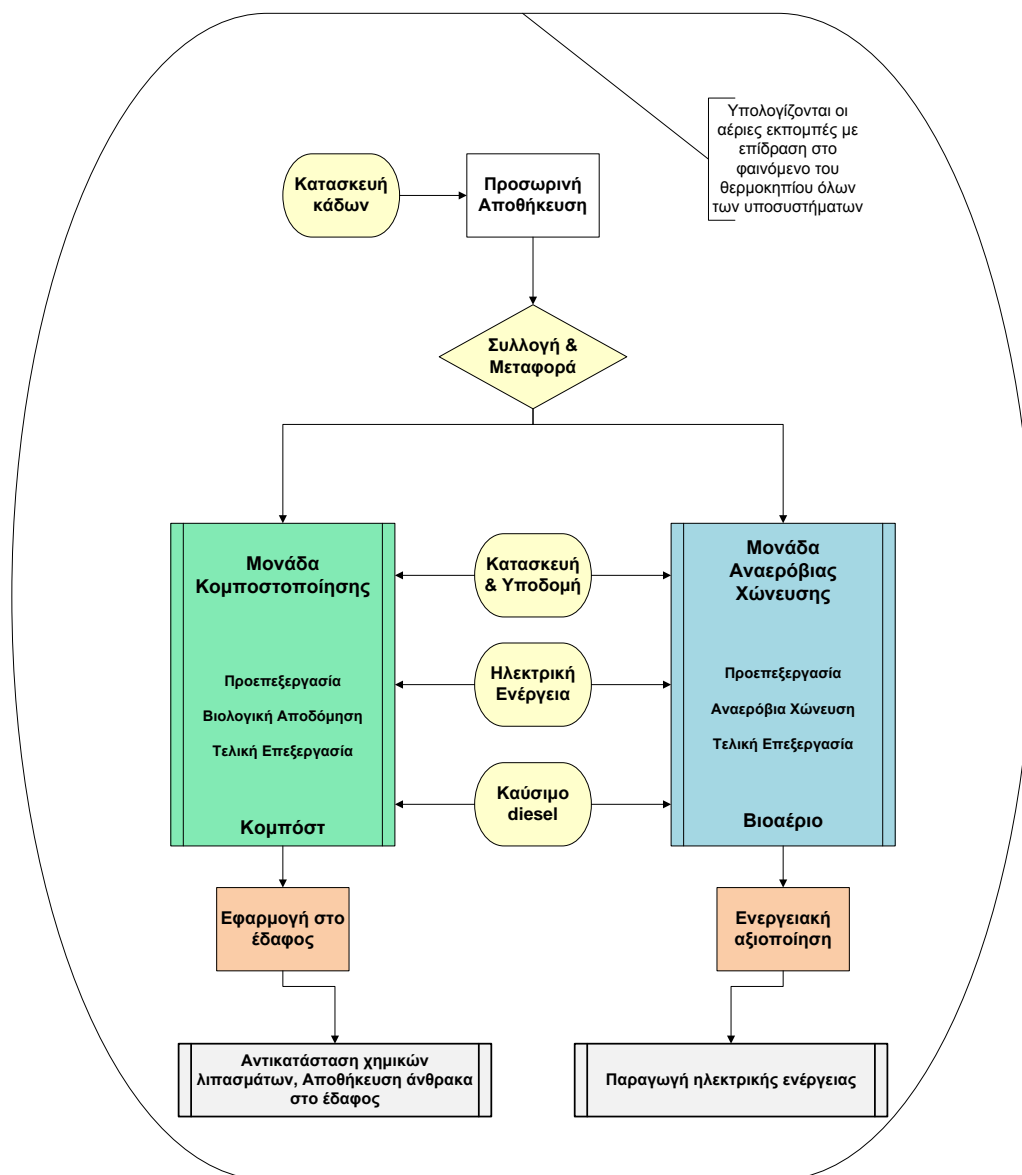 Υπολογίζονται οι
αέριες εκπομπές με
επίδραση στο
φαινόμενο του
θερμοκηπίου όλων
των υποσυστήματων
Κατασκευή
κάδων
Προσωρινή
Αποθήκευση
Συλλογή &
Μεταφορά
Μονάδα
Κομποστοποίησης
Προεπεξεργασία
Βιολογική Αποδόμηση
Τελική Επεξεργασία
Κομπόστ
Κατασκευή
& Υποδομή
Ηλεκτρική
Ενέργεια
Καύσιμο
diesel
Μονάδα
Αναερόβιας
Χώνευσης
Προεπεξεργασία
Αναερόβια Χώνευση
Τελική Επεξεργασία
Βιοαέριο
Εφαρμογή στο
έδαφος
Ενεργειακή
αξιοποίηση
Αντικατάσταση χημικών
λιπασμάτων, Αποθήκευση άνθρακα
στο έδαφος
Παραγωγή ηλεκτρικής ενέργειας